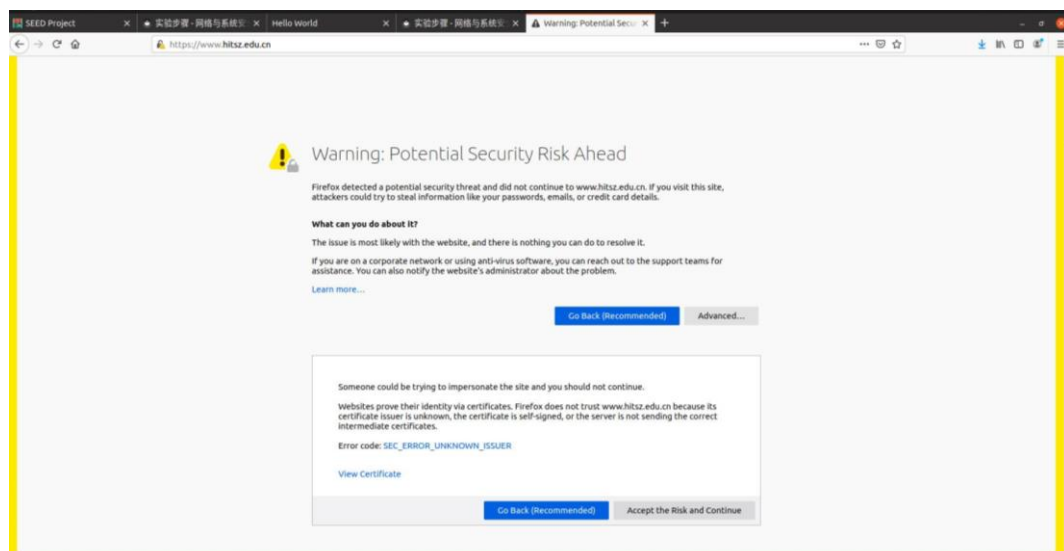 SEED Project
实验步骤 - 网络与系统安
Hello World
实验步骤 - 网络与系统安
Warning: Potential Secu
https://www.hitsz.edu.cn
Warning: Potential Security Risk Ahead
Firefox detected a potential security threat and did not continue to www.hitsz.edu.cn. If you visit this site,
attackers could try to steal information like your passwords, emails, or credit card details.
What can you do about it?
The issue is most likely with the website, and there is nothing you can do to resolve it.
If you are on a corporate network or using anti-virus software, you can reach out to the support teams for
assistance. You can also notify the website's administrator about the problem.
Learn more…
Go Back (Recommended)
Advanced…
Someone could be trying to impersonate the site and you should not continue.
Websites prove their identity via certificates. Firefox does not trust www.hitsz.edu.cn because its
certificate issuer is unknown, the certificate is self-signed, or the server is not sending the correct
intermediate certificates.
Error code: SEC_ERROR_UNKNOWN_ISSUER
View Certificate
Go Back (Recommended)
Accept the Risk and Continue